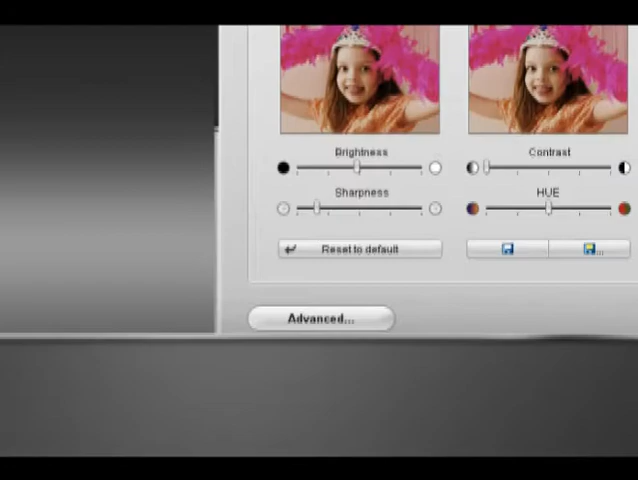 Brightness
Contrast
Sharpness
HUE
Reset to default
...
Advanced...